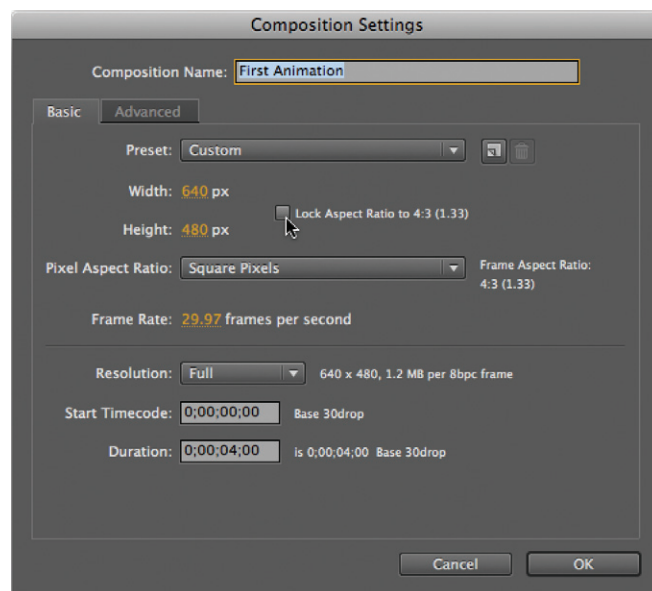 Composition Settings
Composition Name: First Animation
Basic Advanced
Preset: Custom
Width: 640 px
Lock Aspect Ratio to 4:3 (1.33)
Height: 480 px
Pixel Aspect Ratio: Square Pixels
Frame Aspect Ratio:
4:3 (1.33)
Frame Rate: 29.97 frames per second
Resolution: Full 640 x 480, 1.2 MB per 8bpc frame
Start Timecode: 0;00;00;00 Base 30drop
Duration: 0;00;04;00 is 0;00;04;00 Base 30drop
Cancel OK